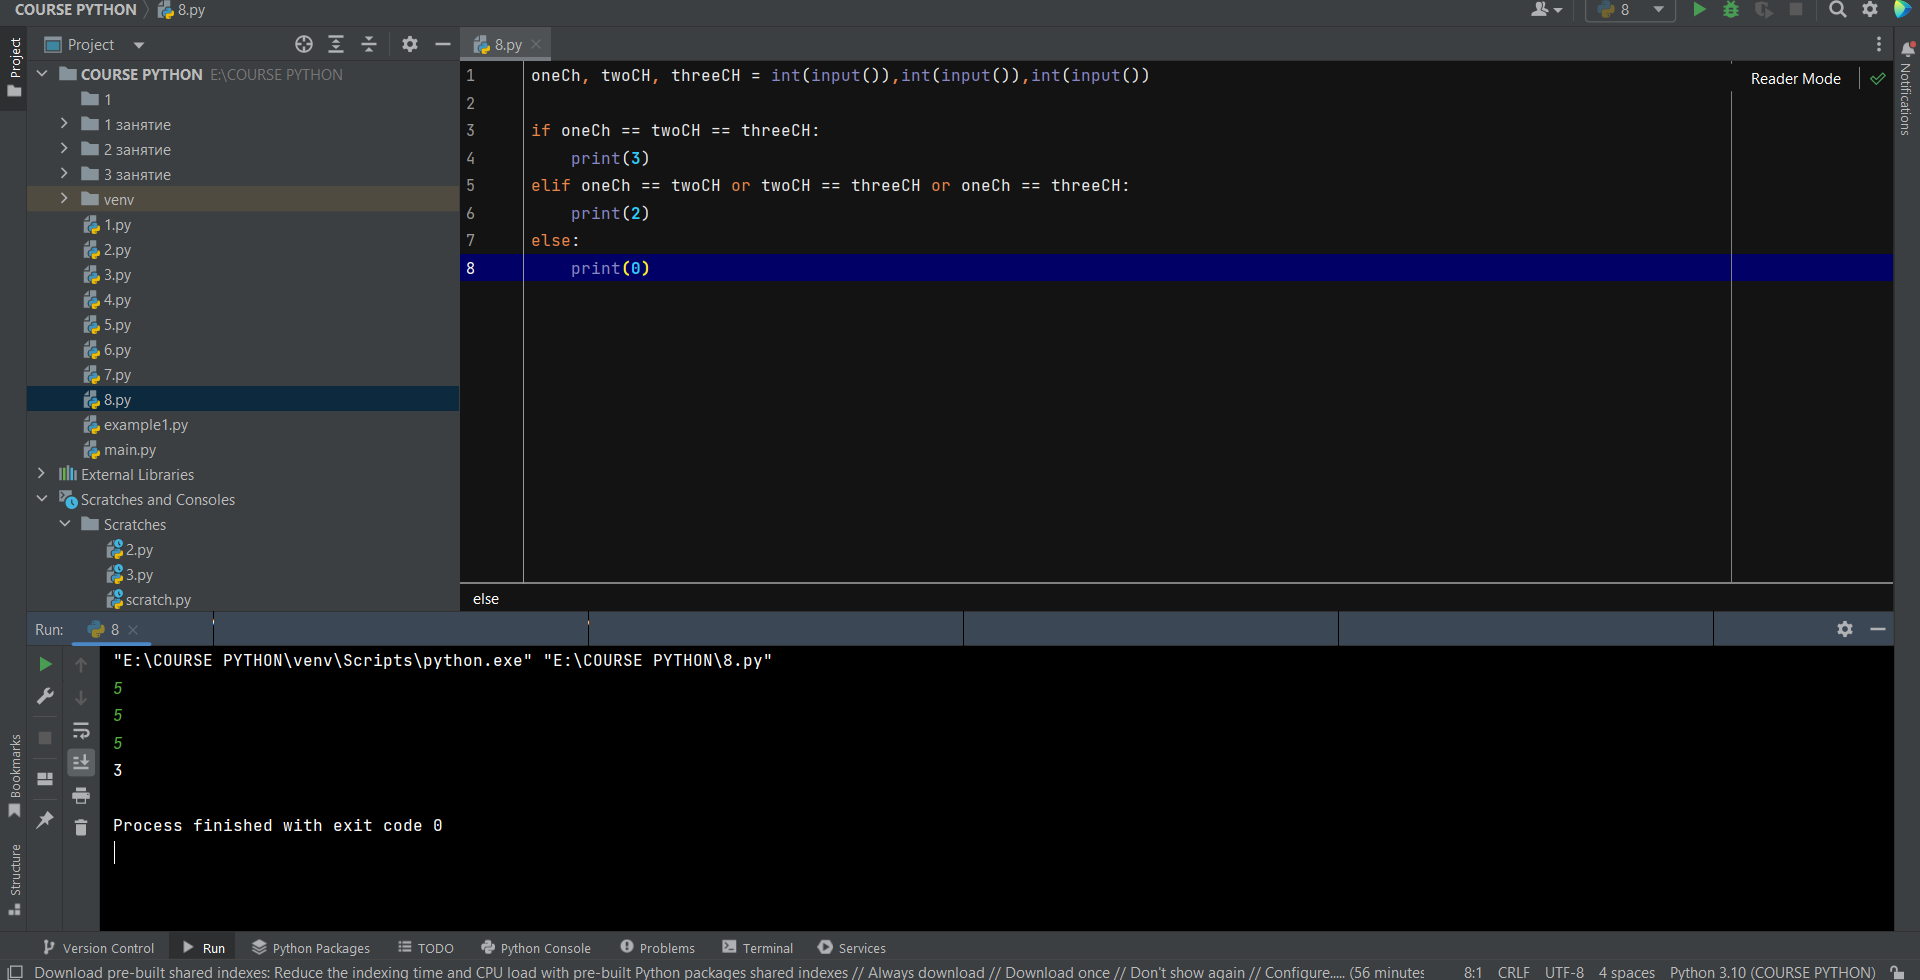 COURSE PYTHON 8.py
8
Project
8.py
Project
COURSE PYTHON E:\COURSE PYTHON
1
1 занятие
2 занятие
3 занятие
venv
1.py
2.py
3.py
4.py
5.py
6.py
7.py
8.py
example1.py
main.py
External Libraries
Scratches and Consoles
Scratches
2.py
3.py
scratch.py
1 oneCh, twoCH, threeCH = int(input()),int(input()),int(input())
2
3 if oneCh == twoCH == threeCH:
4     print(3)
5 elif oneCh == twoCH or twoCH == threeCH or oneCh == threeCH:
6     print(2)
7 else:
8     print(0)
Reader Mode
Notifications
else
Run: 8
"E:\COURSE PYTHON\venv\Scripts\python.exe" "E:\COURSE PYTHON\8.py"
5
5
5
3
Process finished with exit code 0
Bookmarks
Structure
Version Control Run Python Packages TODO Python Console Problems Terminal Services
Download pre-built shared indexes: Reduce the indexing time and CPU load with pre-built Python packages shared indexes // Always download // Download once // Don't show again // Configure..... (56 minutes 8:1 CRLF UTF-8 4 spaces Python 3.10 (COURSE PYTHON)